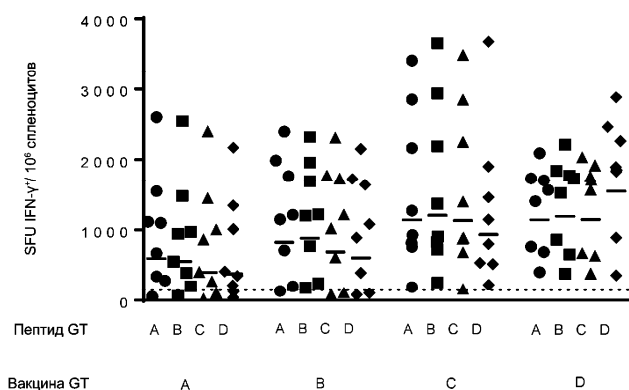 4000
3000
2000
1000
0
SFU IFN-γ⁺/ 10⁶ спленоцитов
Пептид GT A B C D A B C D A B C D A B C D
Вакцина GT A B C D